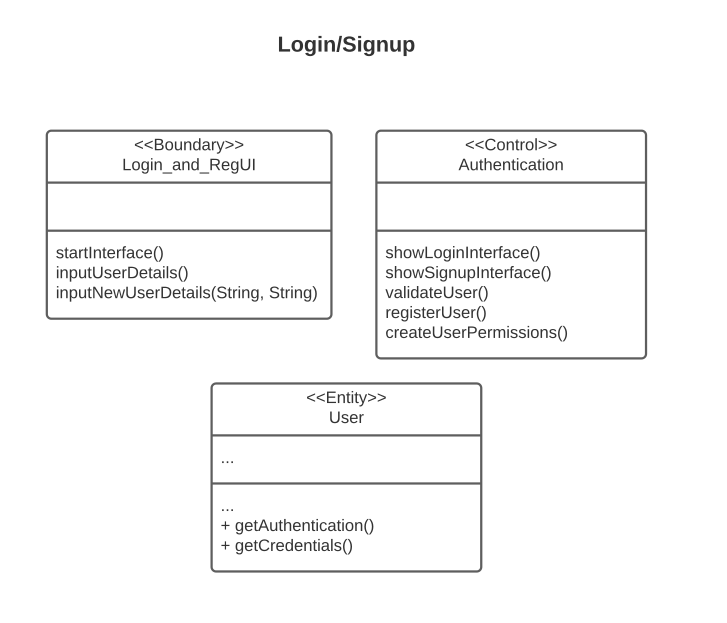 Login/Signup
<<Boundary>>
Login_and_RegUI
startInterface()
inputUserDetails()
inputNewUserDetails(String, String)
<<Control>>
Authentication
showLoginInterface()
showSignupInterface()
validateUser()
registerUser()
createUserPermissions()
<<Entity>>
User
...
...
+ getAuthentication()
+ getCredentials()